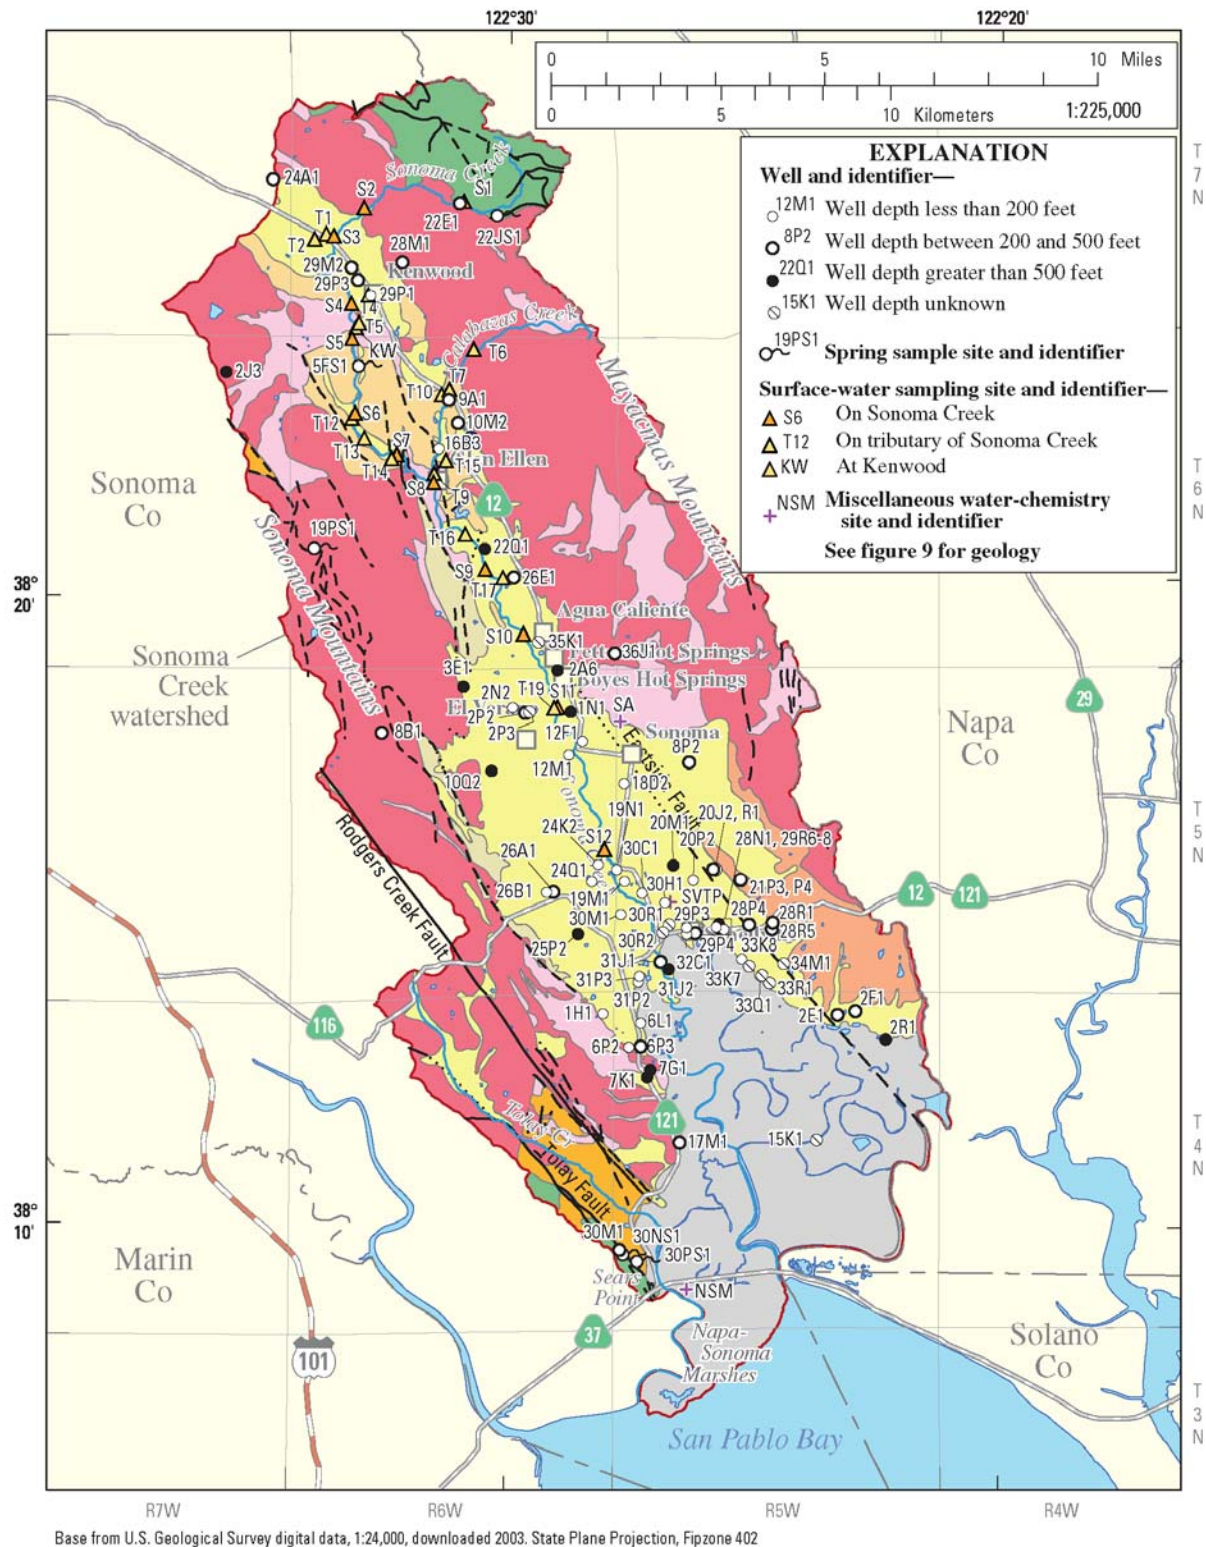 122°30'
122°20'
0 5 10 Miles
0 5 10 Kilometers
1:225,000
EXPLANATION
Well and identifier—
12M1 Well depth less than 200 feet
8P2 Well depth between 200 and 500 feet
22Q1 Well depth greater than 500 feet
15K1 Well depth unknown
19PS1 Spring sample site and identifier
Surface-water sampling site and identifier—
S6 On Sonoma Creek
T12 On tributary of Sonoma Creek
KW At Kenwood
NSM Miscellaneous water-chemistry
site and identifier
See figure 9 for geology
T
7
N
T
6
N
T
5
N
T
4
N
T
3
N
Sonoma Creek
24A1
S2
S1
22E1
22JS1
T1
T2
S3
28M1
29M2
Kenwood
29P3
29P1
S4
T4
T5
S5
Calabazas Creek
KW
5FS1
T6
2J3
T7
T10
9A1
S6
T12
10M2
T13
S7
16B3
Glen Ellen
T14
T15
S8
T9
12
Mayacmas Mountains
Sonoma
Co
Sonoma Mountains
19PS1
T16
22Q1
S9
26E1
T17
38°
20'
Agua Caliente
S10
35K1
36J1
Fetters Hot Springs
Sonoma
Creek
watershed
3E1
2A6
Boyes Hot Springs
2N2
T19
S11
SA
El Verano
1N1
2P2
2P3
12F1
Sonoma
8B1
8P2
12M1
10Q2
18D2
Eastside Fault
Napa
Co
29
Sonoma Creek
Rodgers Creek Fault
19N1
20M1
20J2, R1
24K2
S12
20P2
28N1, 29R6-8
26A1
30C1
24Q1
30H1
21P3, P4
12
121
26B1
19M1
SVTP
30M1
30R1
29P3
28P4
28R1
25P2
30R2
29P4
33K8
28R5
31J1
32C1
34M1
31P3
33K7
33R1
31J2
31P2
33Q1
2F1
1H1
6L1
2E1
2R1
116
6P2
6P3
7G1
7K1
Tolay Cr
121
17M1
15K1
Tolay Fault
38°
10'
30M1
30NS1
30PS1
Marin
Co
Sears
Point
NSM
37
Napa-
Sonoma
Marshes
Solano
Co
101
San Pablo Bay
R7W R6W R5W R4W
Base from U.S. Geological Survey digital data, 1:24,000, downloaded 2003. State Plane Projection, Fipzone 402